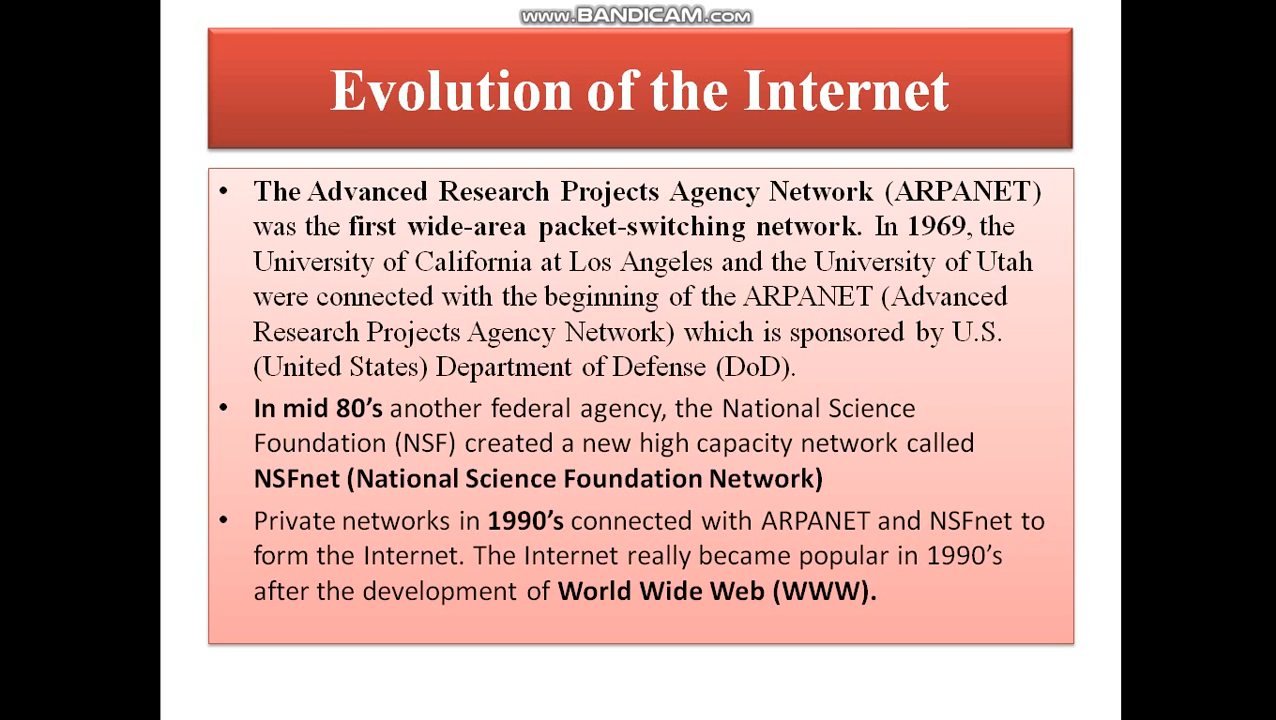 www.BANDICAM.com
Evolution of the Internet
• The Advanced Research Projects Agency Network (ARPANET)
was the first wide-area packet-switching network. In 1969, the
University of California at Los Angeles and the University of Utah
were connected with the beginning of the ARPANET (Advanced
Research Projects Agency Network) which is sponsored by U.S.
(United States) Department of Defense (DoD).
• In mid 80’s another federal agency, the National Science
Foundation (NSF) created a new high capacity network called
NSFnet (National Science Foundation Network)
• Private networks in 1990’s connected with ARPANET and NSFnet to
form the Internet. The Internet really became popular in 1990’s
after the development of World Wide Web (WWW).